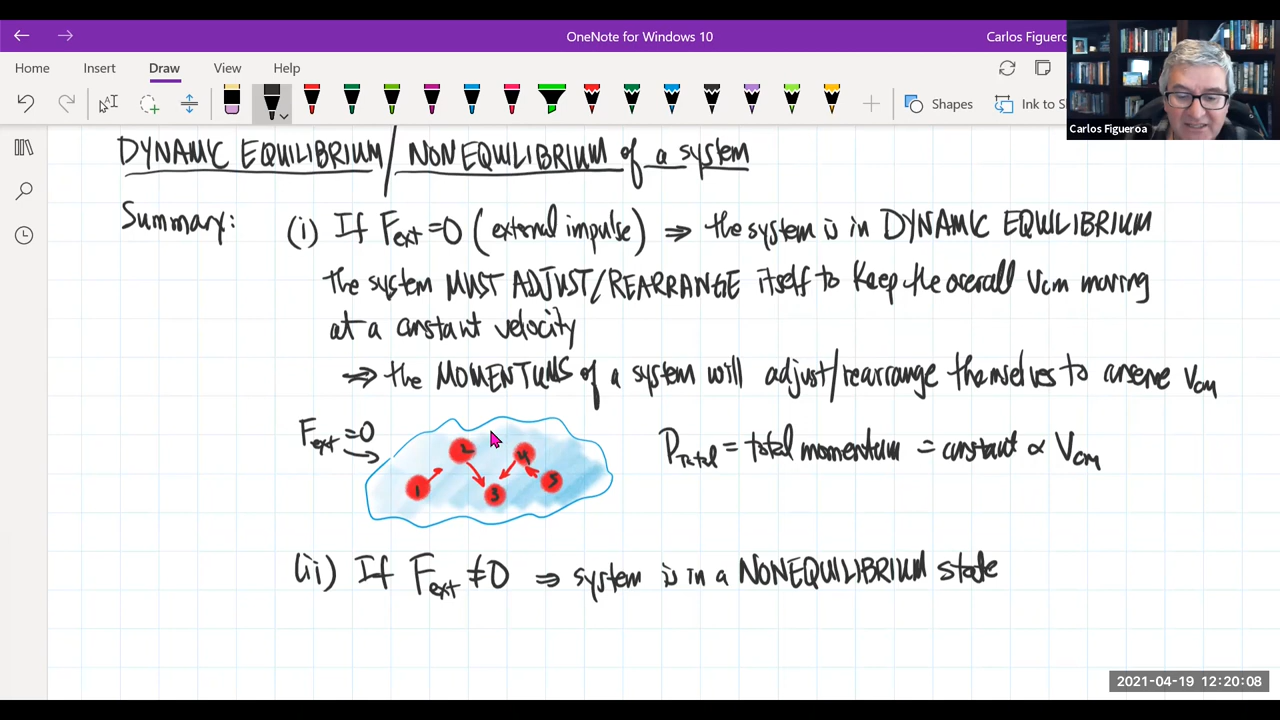 OneNote for Windows 10
Carlos Figuero
Home Insert Draw View Help
Shapes
Ink to S
Carlos Figueroa
DYNAMIC EQUILIBRIUM / NONEQUILIBRIUM of a system
Summary: (i) If Fext = 0 (external impulse) ⇒ the system is in DYNAMIC EQUILIBRIUM
the system MUST ADJUST/REARRANGE itself to keep the overall Vcm moving
at a constant velocity
⇒ the MOMENTUMS of a system will adjust/rearrange themselves to conserve Vcm
Fext = 0
1 2 3 4 5
PTotal = total momentum = constant ∝ Vcm
(ii) If Fext ≠ 0 ⇒ system is in a NONEQUILIBRIUM state
2021-04-19 12:20:08